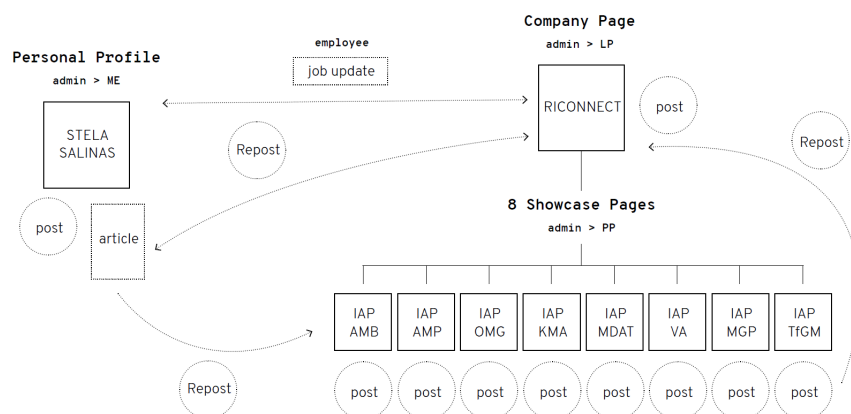 Company Page
admin > LP
Personal Profile
admin > ME
employee
job update
STELA
SALINAS
RICONNECT
post
Repost
Repost
post
article
8 Showcase Pages
admin > PP
IAP
AMB
IAP
AMP
IAP
OMG
IAP
KMA
IAP
MDAT
IAP
VA
IAP
MGP
IAP
TfGM
Repost
post
post
post
post
post
post
post
post